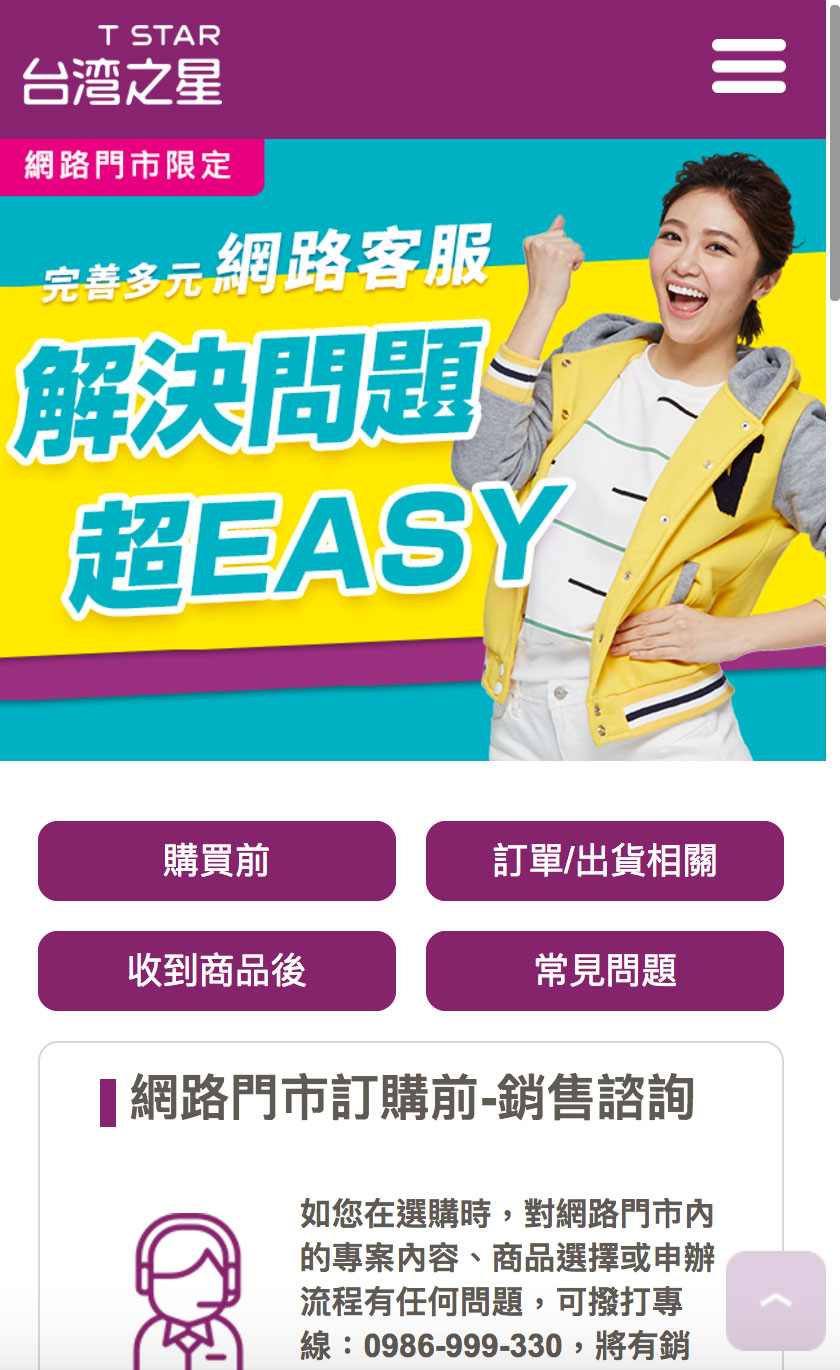 T STAR
台灣之星
網路門市限定
完善多元網路客服
解決問題
超EASY
購買前
訂單/出貨相關
收到商品後
常見問題
網路門市訂購前-銷售諮詢
如您在選購時，對網路門市內
的專案內容、商品選擇或申辦
流程有任何問題，可撥打專
線：0986-999-330，將有銷